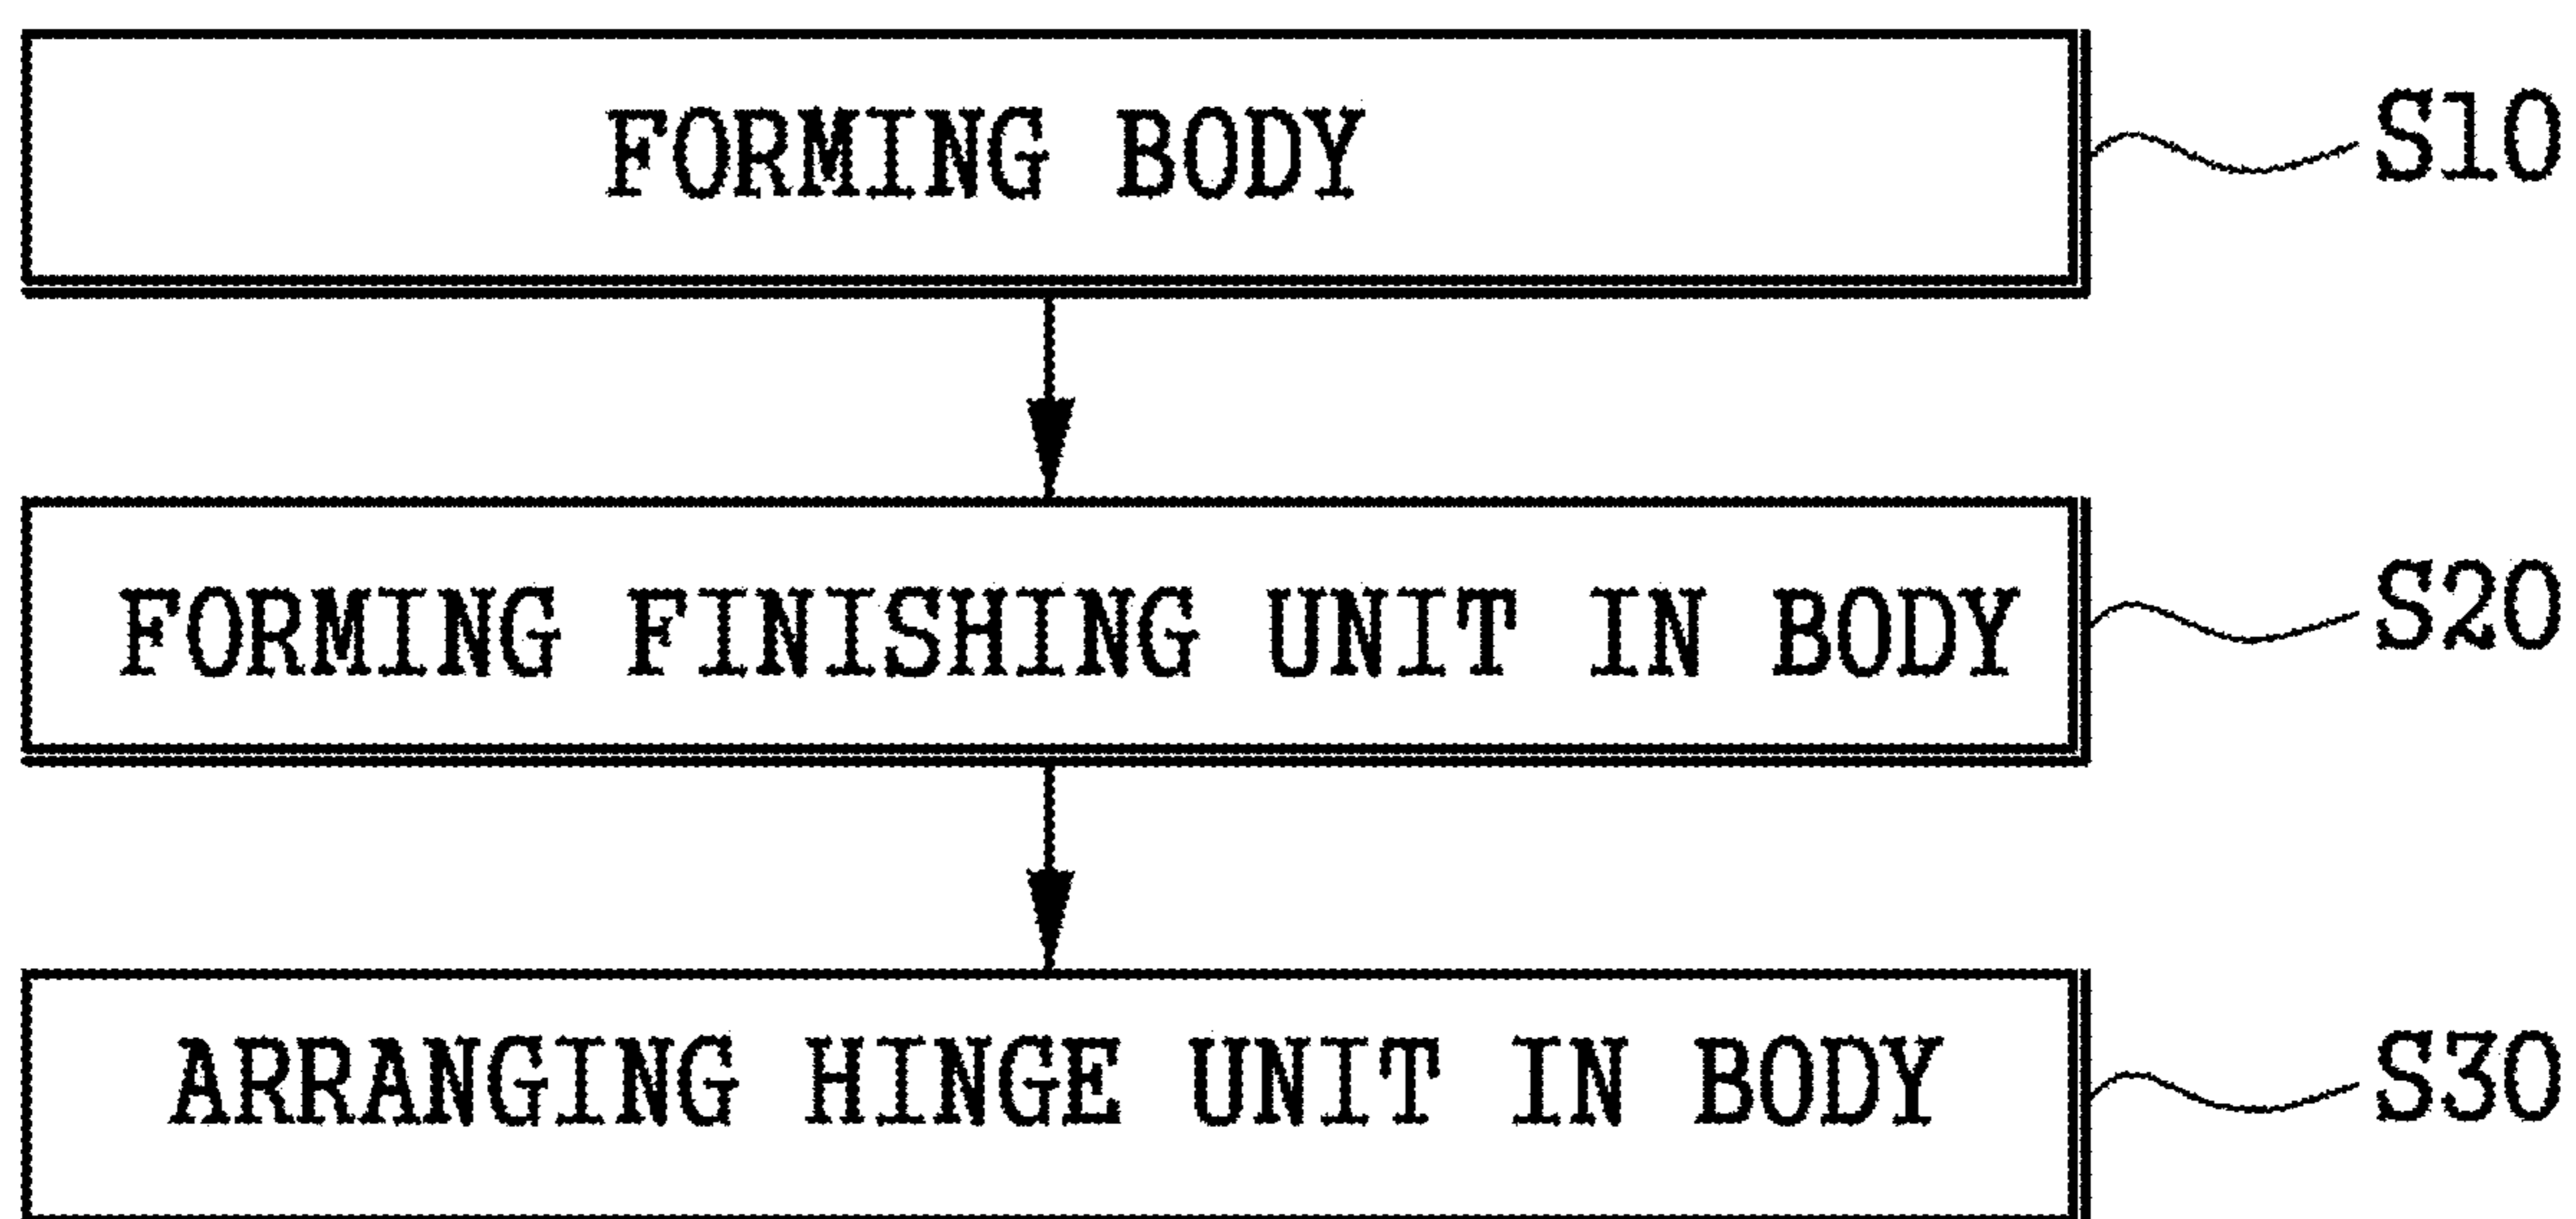 FORMING BODY S10
FORMING FINISHING UNIT IN BODY S20
ARRANGING HINGE UNIT IN BODY S30